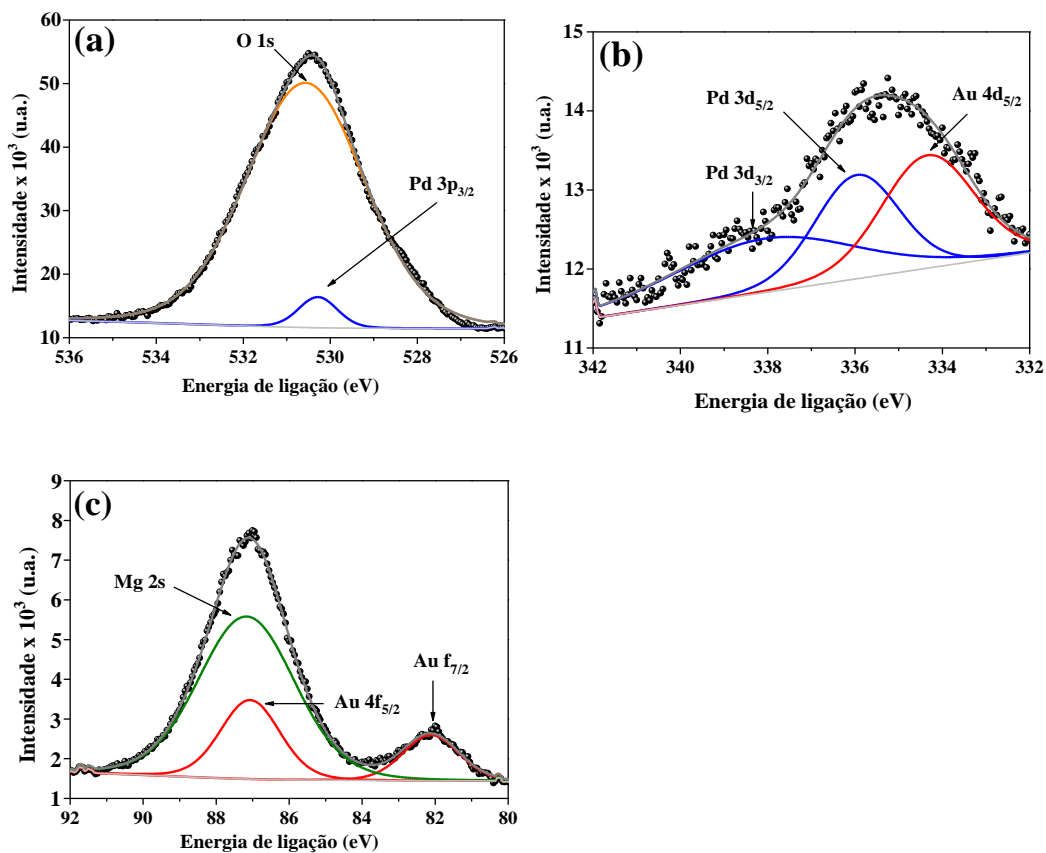 (a)
60
50
40
30
20
10
536
534
532
530
528
526
O 1s
Pd 3p3/2
Intensidade x 10³ (u.a.)
Energia de ligação (eV)
(b)
15
14
13
12
11
342
340
338
336
334
332
Pd 3d5/2
Au 4d5/2
Pd 3d3/2
Intensidade x 10³ (u.a.)
Energia de ligação (eV)
(c)
9
8
7
6
5
4
3
2
1
92
90
88
86
84
82
80
Mg 2s
Au f7/2
Au 4f5/2
Intensidade x 10³ (u.a.)
Energia de ligação (eV)